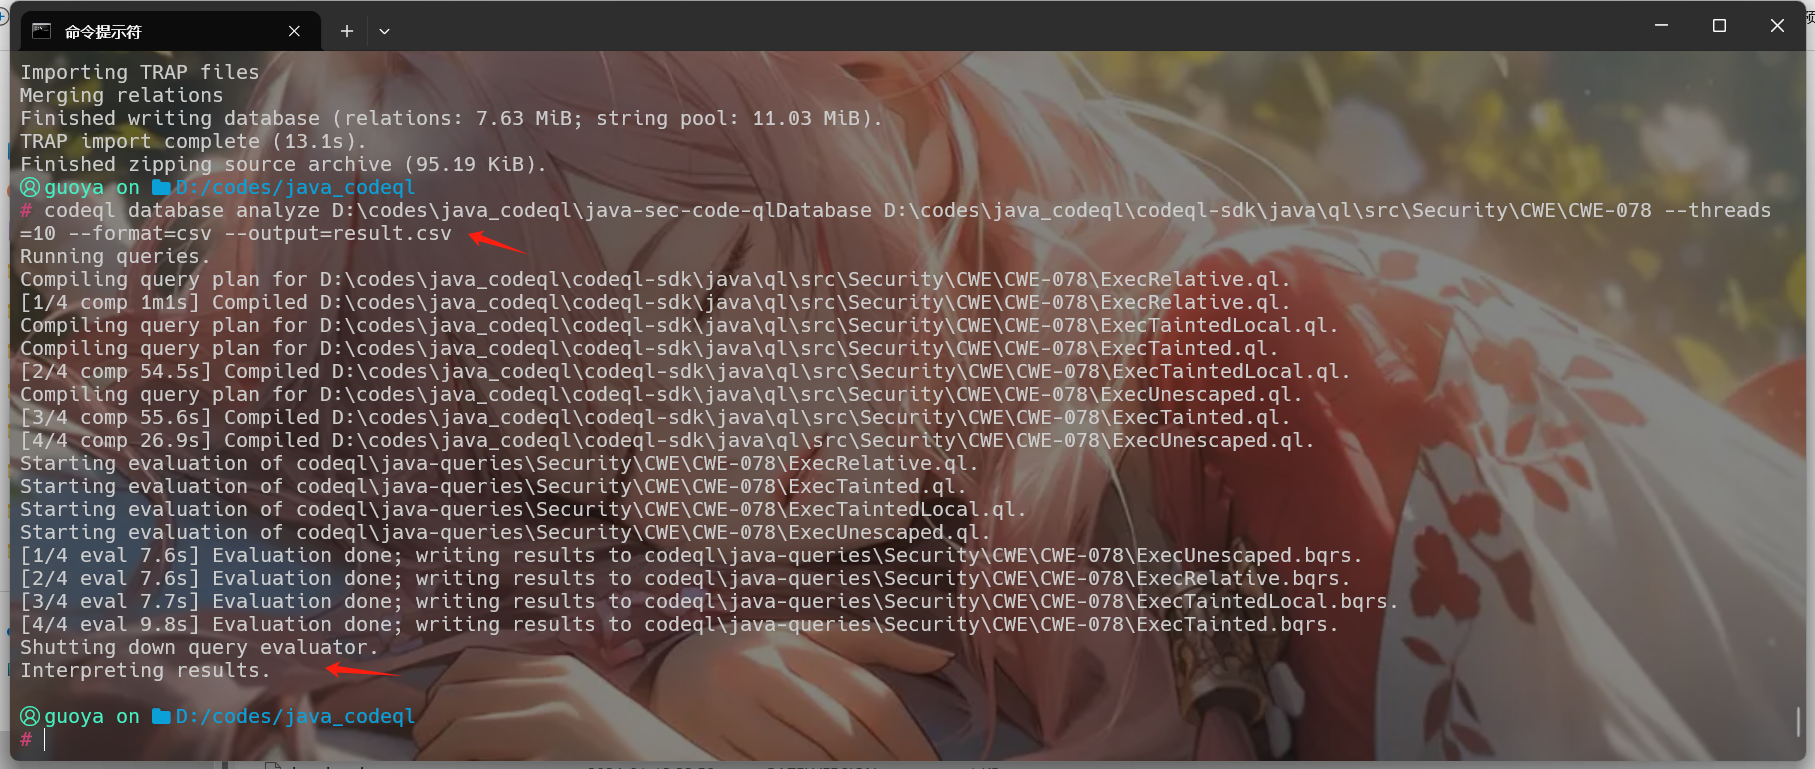 命令提示符
Importing TRAP files
Merging relations
Finished writing database (relations: 7.63 MiB; string pool: 11.03 MiB).
TRAP import complete (13.1s).
Finished zipping source archive (95.19 KiB).
guoya on D:/codes/java_codeql
# codeql database analyze D:\codes\java_codeql\java-sec-code-qlDatabase D:\codes\java_codeql\codeql-sdk\java\ql\src\Security\CWE\CWE-078 --threads
=10 --format=csv --output=result.csv
Running queries.
Compiling query plan for D:\codes\java_codeql\codeql-sdk\java\ql\src\Security\CWE\CWE-078\ExecRelative.ql.
[1/4 comp 1m1s] Compiled D:\codes\java_codeql\codeql-sdk\java\ql\src\Security\CWE\CWE-078\ExecRelative.ql.
Compiling query plan for D:\codes\java_codeql\codeql-sdk\java\ql\src\Security\CWE\CWE-078\ExecTaintedLocal.ql.
Compiling query plan for D:\codes\java_codeql\codeql-sdk\java\ql\src\Security\CWE\CWE-078\ExecTainted.ql.
[2/4 comp 54.5s] Compiled D:\codes\java_codeql\codeql-sdk\java\ql\src\Security\CWE\CWE-078\ExecTaintedLocal.ql.
Compiling query plan for D:\codes\java_codeql\codeql-sdk\java\ql\src\Security\CWE\CWE-078\ExecUnescaped.ql.
[3/4 comp 55.6s] Compiled D:\codes\java_codeql\codeql-sdk\java\ql\src\Security\CWE\CWE-078\ExecTainted.ql.
[4/4 comp 26.9s] Compiled D:\codes\java_codeql\codeql-sdk\java\ql\src\Security\CWE\CWE-078\ExecUnescaped.ql.
Starting evaluation of codeql\java-queries\Security\CWE\CWE-078\ExecRelative.ql.
Starting evaluation of codeql\java-queries\Security\CWE\CWE-078\ExecTainted.ql.
Starting evaluation of codeql\java-queries\Security\CWE\CWE-078\ExecTaintedLocal.ql.
Starting evaluation of codeql\java-queries\Security\CWE\CWE-078\ExecUnescaped.ql.
[1/4 eval 7.6s] Evaluation done; writing results to codeql\java-queries\Security\CWE\CWE-078\ExecUnescaped.bqrs.
[2/4 eval 7.6s] Evaluation done; writing results to codeql\java-queries\Security\CWE\CWE-078\ExecRelative.bqrs.
[3/4 eval 7.7s] Evaluation done; writing results to codeql\java-queries\Security\CWE\CWE-078\ExecTaintedLocal.bqrs.
[4/4 eval 9.8s] Evaluation done; writing results to codeql\java-queries\Security\CWE\CWE-078\ExecTainted.bqrs.
Shutting down query evaluator.
Interpreting results.
guoya on D:/codes/java_codeql
#